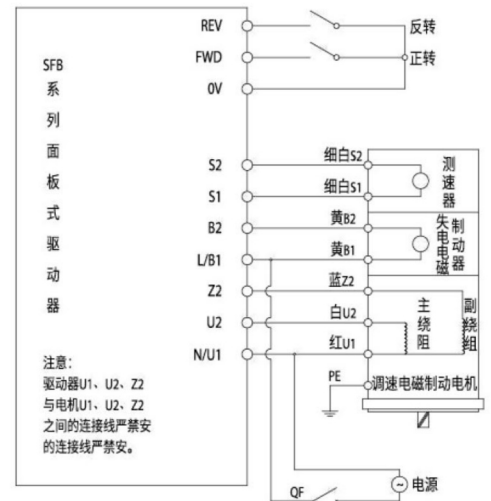 REV
反转
FWD
正转
0V
SFB
系
列
面
板
式
驱
动
器
S2
细白S2
S1
细白S1
测
速
器
B2
黄B2
L/B1
黄B1
失电电磁
制动器
Z2
蓝Z2
U2
白U2
N/U1
红U1
主
绕
阻
副
绕
组
PE
调速电磁制动电机
注意：
驱动器U1、U2、Z2
与电机U1、U2、Z2
之间的连接线严禁安
的连接线严禁安。
QF
~
电源